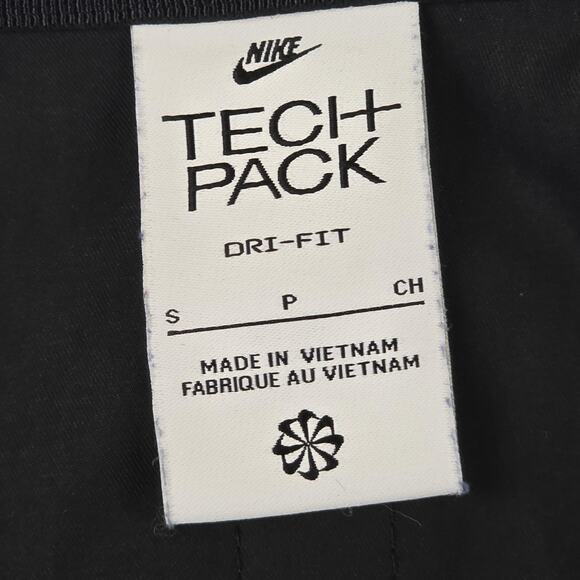 NIKE
TECH
PACK
DRI-FIT
S P CH
MADE IN VIETNAM
FABRIQUE AU VIETNAM